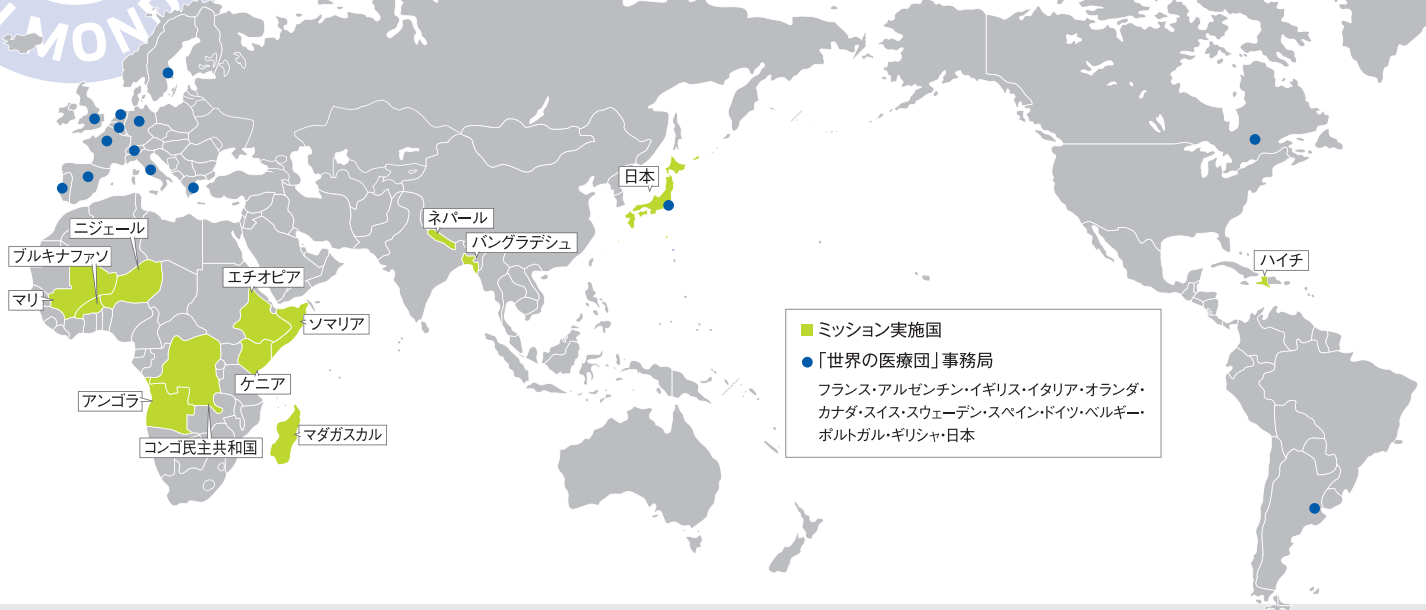 MOND
日本
ネパール
バングラデシュ
ニジェール
ブルキナファソ
マリ
エチオピア
ソマリア
ケニア
アンゴラ
コンゴ民主共和国
マダガスカル
ハイチ
ミッション実施国
「世界の医療団」事務局
フランス・アルゼンチン・イギリス・イタリア・オランダ・
カナダ・スイス・スウェーデン・スペイン・ドイツ・ベルギー・
ポルトガル・ギリシャ・日本